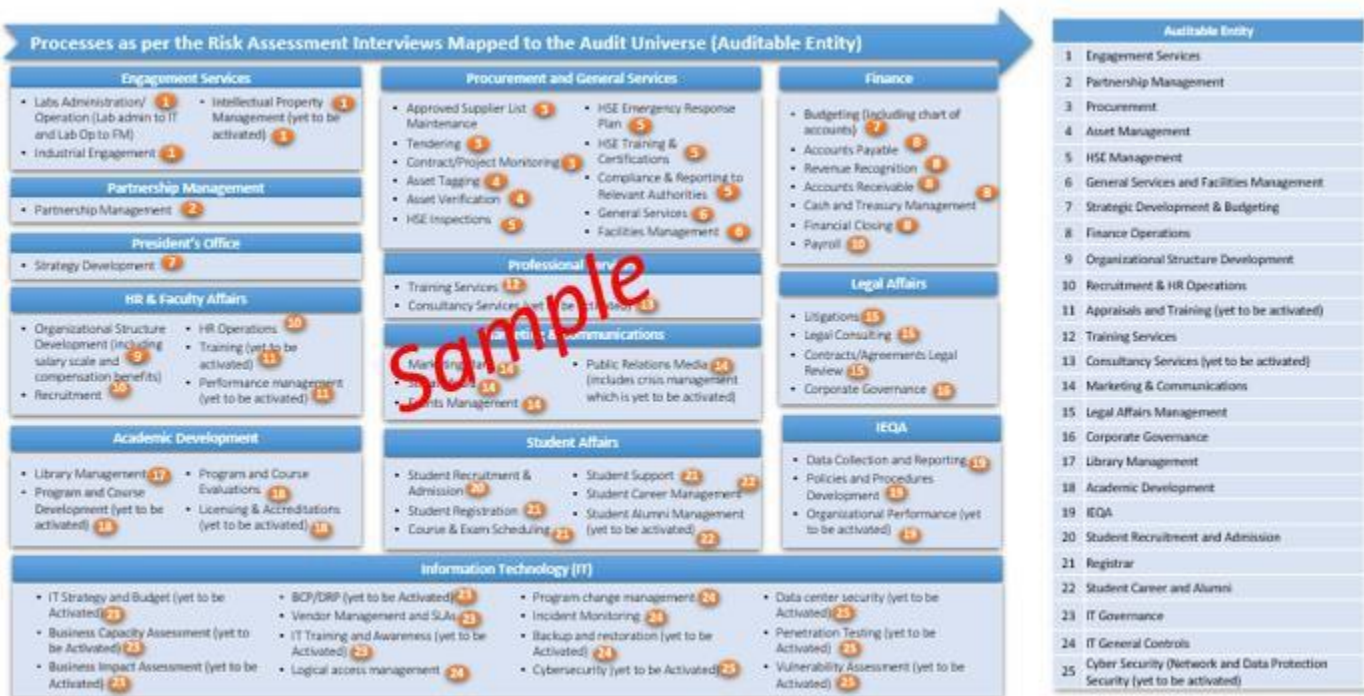 Processes as per the Risk Assessment Interviews Mapped to the Audit Universe (Auditable Entity)
Engagement Services
• Labs Administration/ 1
Operation (Lab admin to IT
and Lab Op to FM)
• Industrial Engagement 1
• Intellectual Property 1
Management (yet to be
activated) 1
Partnership Management
• Partnership Management 2
President's Office
• Strategy Development 7
HR & Faculty Affairs
• Organizational Structure
Development (including
salary scale and 9
compensation benefits)
• Recruitment 10
• HR Operations 10
• Training (yet to be
activated) 11
• Performance management
(yet to be activated) 11
Academic Development
• Library Management 17
• Program and Course
Development (yet to be
activated) 18
• Program and Course
Evaluations 18
• Licensing & Accreditations
(yet to be activated) 18
Procurement and General Services
• Approved Supplier List 3
Maintenance
• Tendering 3
• Contract/Project Monitoring 3
• Asset Tagging 4
• Asset Verification 4
• HSE Inspections 5
• HSE Emergency Response
Plan 5
• HSE Training & 5
Certifications
• Compliance & Reporting to
Relevant Authorities 5
• General Services 6
• Facilities Management 6
Professional
• Training Services 12
• Consultancy Services (yet to be activated) 13
& Communications
14
14
Management 14
• Public Relations Media 14
(includes crisis management
which is yet to be activated)
Sample
Student Affairs
• Student Recruitment &
Admission 20
• Student Registration 21
• Course & Exam Scheduling 21
• Student Support 21
• Student Career Management 22
• Student Alumni Management
(yet to be activated) 22
Finance
• Budgeting (including chart of
accounts) 7
• Accounts Payable 8
• Revenue Recognition 8
• Accounts Receivable 8
• Cash and Treasury Management 8
• Financial Closing 8
• Payroll 10
Legal Affairs
• Litigations 15
• Legal Consulting 15
• Contracts/Agreements Legal
Review 15
• Corporate Governance 16
IEQA
• Data Collection and Reporting 19
• Policies and Procedures
Development 19
• Organizational Performance (yet
to be activated) 19
Information Technology (IT)
• IT Strategy and Budget (yet to be
Activated) 23
• Business Capacity Assessment (yet to
be Activated) 23
• Business Impact Assessment (yet to be
Activated) 23
• BCP/DRP (yet to be Activated) 23
• Vendor Management and SLAs 23
• IT Training and Awareness (yet to be
Activated) 23
• Logical access management 24
• Program change management 24
• Incident Monitoring 24
• Backup and restoration (yet to be
Activated) 24
• Cybersecurity (yet to be Activated) 25
• Data center security (yet to be
Activated) 25
• Penetration Testing (yet to be
Activated) 25
• Vulnerability Assessment (yet to be
Activated) 25
Auditable Entity
1 Engagement Services
2 Partnership Management
3 Procurement
4 Asset Management
5 HSE Management
6 General Services and Facilities Management
7 Strategic Development & Budgeting
8 Finance Operations
9 Organizational Structure Development
10 Recruitment & HR Operations
11 Appraisals and Training (yet to be activated)
12 Training Services
13 Consultancy Services (yet to be activated)
14 Marketing & Communications
15 Legal Affairs Management
16 Corporate Governance
17 Library Management
18 Academic Development
19 IEQA
20 Student Recruitment and Admission
21 Registrar
22 Student Career and Alumni
23 IT Governance
24 IT General Controls
25 Cyber Security (Network and Data Protection
Security (yet to be activated)